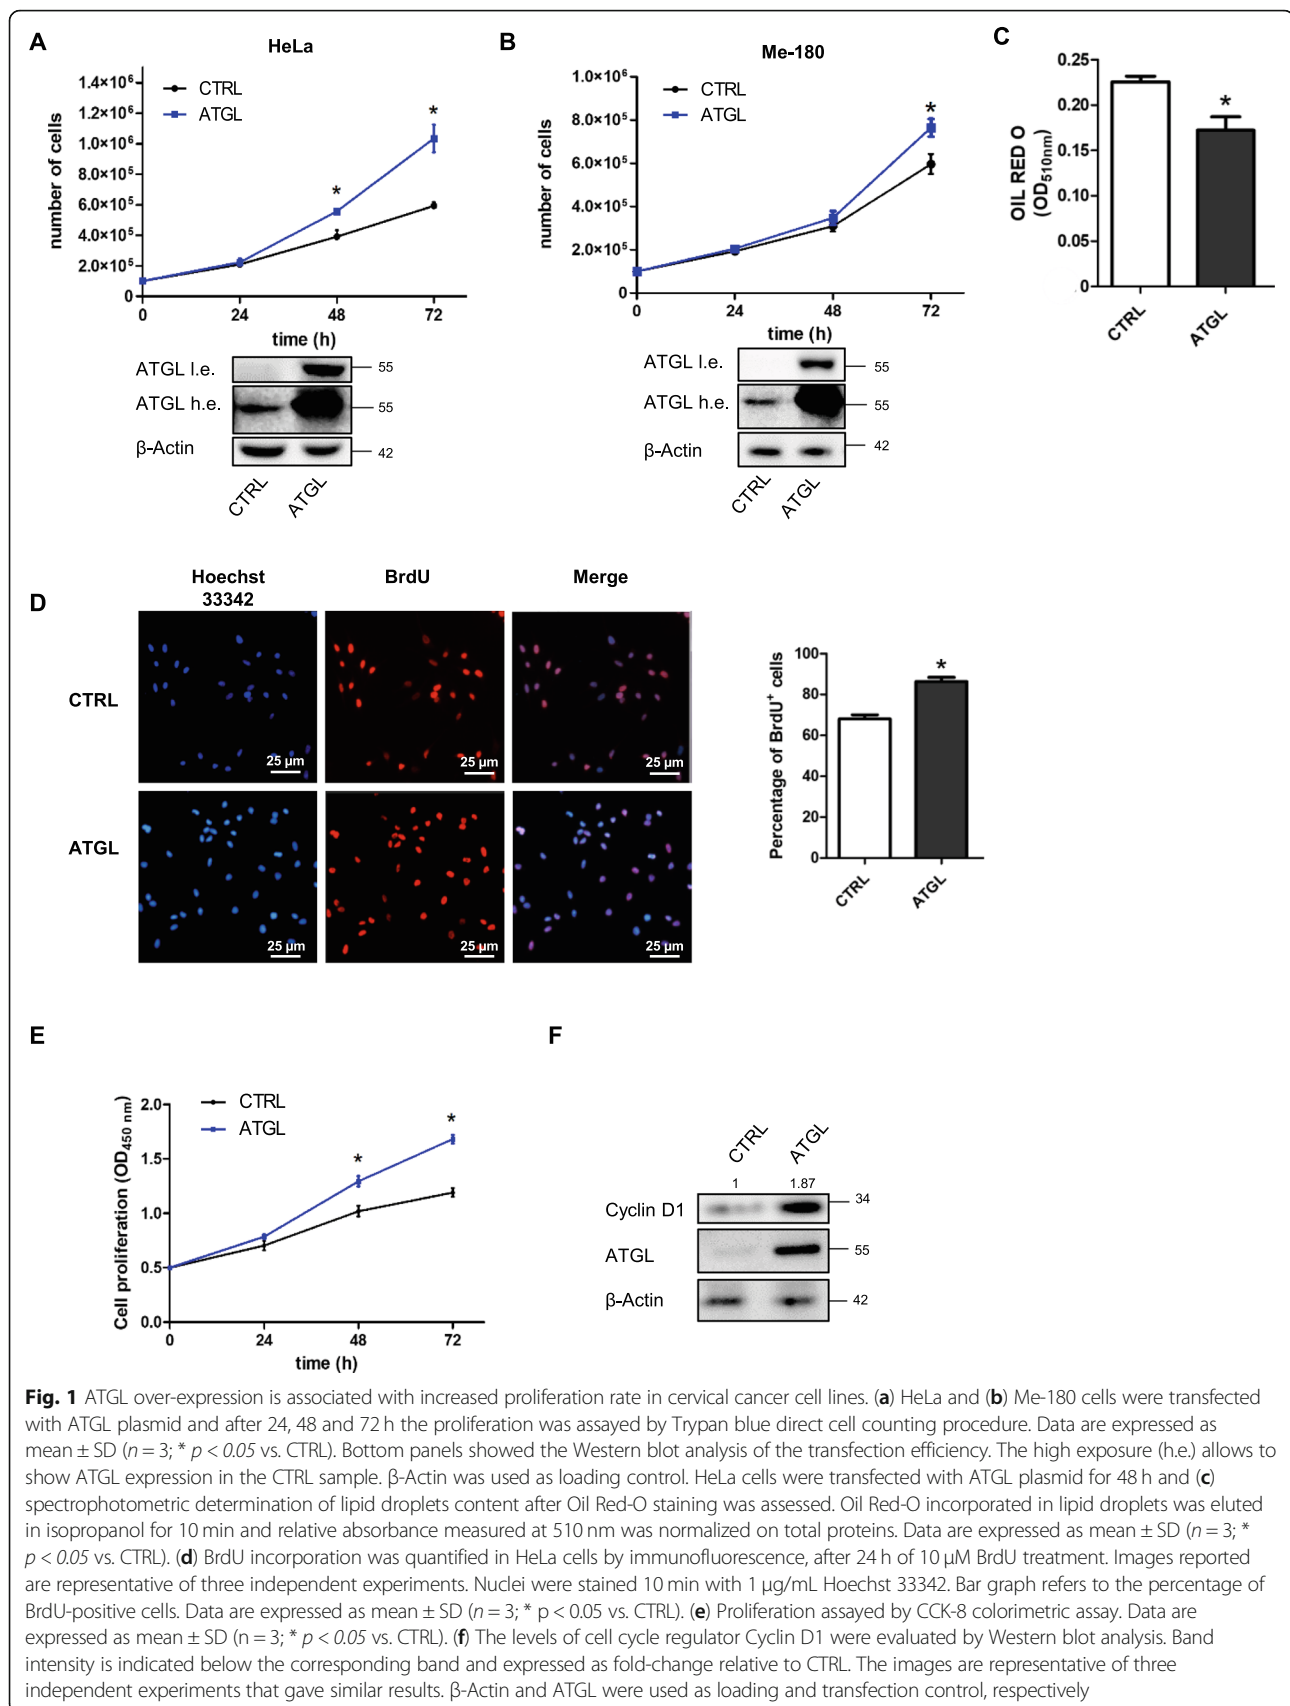 A
HeLa
number of cells
1.4×10⁶
1.2×10⁶
1.0×10⁶
8.0×10⁵
6.0×10⁵
4.0×10⁵
2.0×10⁵
0
CTRL
ATGL
*
*
0 24 48 72
time (h)
ATGL l.e. 55
ATGL h.e. 55
β-Actin 42
CTRL ATGL
B
Me-180
number of cells
1.0×10⁶
8.0×10⁵
6.0×10⁵
4.0×10⁵
2.0×10⁵
0
CTRL
ATGL
*
0 24 48 72
time (h)
ATGL l.e. 55
ATGL h.e. 55
β-Actin 42
CTRL ATGL
C
OIL RED O
(OD510nm)
0.25
0.20
0.15
0.10
0.05
0
*
CTRL ATGL
D
Hoechst
33342
BrdU
Merge
CTRL
25 µm 25 µm 25 µm
ATGL
25 µm 25 µm 25 µm
Percentage of BrdU⁺ cells
100
80
60
40
20
0
*
CTRL ATGL
E
Cell proliferation (OD450 nm)
2.0
1.5
1.0
0.5
0.0
CTRL
ATGL
*
*
0 24 48 72
time (h)
F
CTRL ATGL
1 1.87
Cyclin D1 34
ATGL 55
β-Actin 42
Fig. 1 ATGL over-expression is associated with increased proliferation rate in cervical cancer cell lines. (a) HeLa and (b) Me-180 cells were transfected
with ATGL plasmid and after 24, 48 and 72 h the proliferation was assayed by Trypan blue direct cell counting procedure. Data are expressed as
mean ± SD (n = 3; * p < 0.05 vs. CTRL). Bottom panels showed the Western blot analysis of the transfection efficiency. The high exposure (h.e.) allows to
show ATGL expression in the CTRL sample. β-Actin was used as loading control. HeLa cells were transfected with ATGL plasmid for 48 h and (c)
spectrophotometric determination of lipid droplets content after Oil Red-O staining was assessed. Oil Red-O incorporated in lipid droplets was eluted
in isopropanol for 10 min and relative absorbance measured at 510 nm was normalized on total proteins. Data are expressed as mean ± SD (n = 3; *
p < 0.05 vs. CTRL). (d) BrdU incorporation was quantified in HeLa cells by immunofluorescence, after 24 h of 10 µM BrdU treatment. Images reported
are representative of three independent experiments. Nuclei were stained 10 min with 1 µg/mL Hoechst 33342. Bar graph refers to the percentage of
BrdU-positive cells. Data are expressed as mean ± SD (n = 3; * p < 0.05 vs. CTRL). (e) Proliferation assayed by CCK-8 colorimetric assay. Data are
expressed as mean ± SD (n = 3; * p < 0.05 vs. CTRL). (f) The levels of cell cycle regulator Cyclin D1 were evaluated by Western blot analysis. Band
intensity is indicated below the corresponding band and expressed as fold-change relative to CTRL. The images are representative of three
independent experiments that gave similar results. β-Actin and ATGL were used as loading and transfection control, respectively